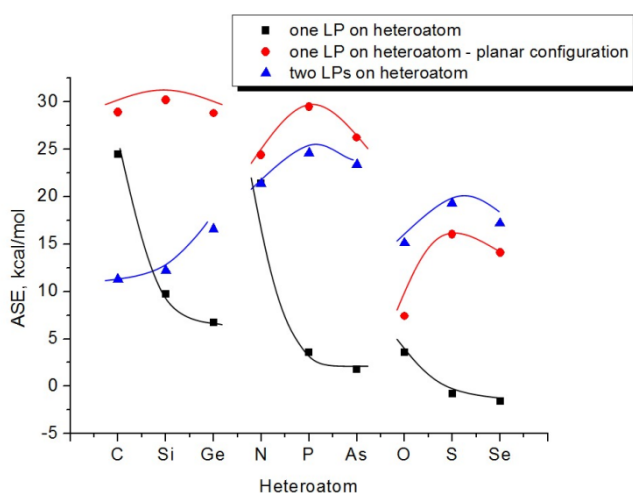 one LP on heteroatom
one LP on heteroatom - planar configuration
two LPs on heteroatom
ASE, kcal/mol
30
25
20
15
10
5
0
-5
C Si Ge N P As O S Se
Heteroatom